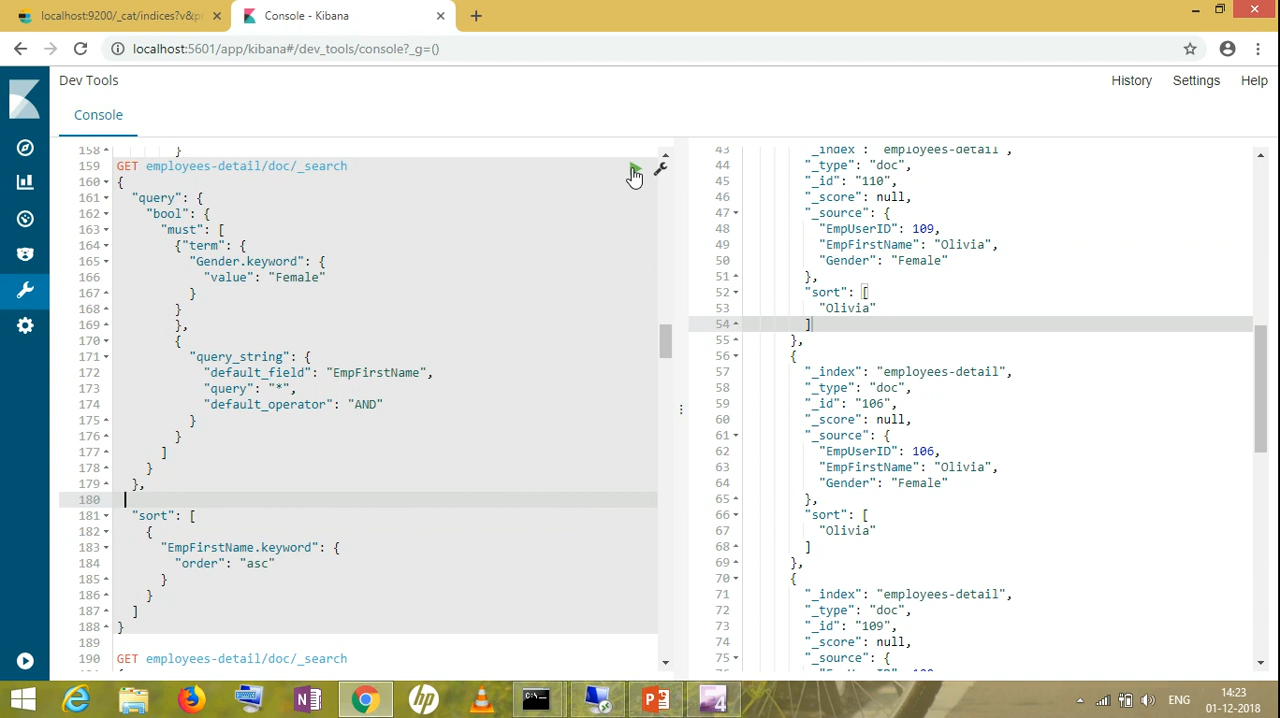 localhost:9200/_cat/indices?v&pr
Console - Kibana
localhost:5601/app/kibana#/dev_tools/console?_g=()
Dev Tools
History
Settings
Help
Console
158 }
159 GET employees-detail/doc/_search
160 {
161 "query": {
162 "bool": {
163 "must": [
164 {"term": {
165 "Gender.keyword": {
166 "value": "Female"
167 }
168 }
169 },
170 {
171 "query_string": {
172 "default_field": "EmpFirstName",
173 "query": "*",
174 "default_operator": "AND"
175 }
176 }
177 ]
178 }
179 },
180
181 "sort": [
182 {
183 "EmpFirstName.keyword": {
184 "order": "asc"
185 }
186 }
187 ]
188 }
189
190 GET employees-detail/doc/_search
43 "_index": "employees-detail",
44 "_type": "doc",
45 "_id": "110",
46 "_score": null,
47 "_source": {
48 "EmpUserID": 109,
49 "EmpFirstName": "Olivia",
50 "Gender": "Female"
51 },
52 "sort": [
53 "Olivia"
54 ]
55 },
56 {
57 "_index": "employees-detail",
58 "_type": "doc",
59 "_id": "106",
60 "_score": null,
61 "_source": {
62 "EmpUserID": 106,
63 "EmpFirstName": "Olivia",
64 "Gender": "Female"
65 },
66 "sort": [
67 "Olivia"
68 ]
69 },
70 {
71 "_index": "employees-detail",
72 "_type": "doc",
73 "_id": "109",
74 "_score": null,
75 "_source": {
ENG
14:23
01-12-2018